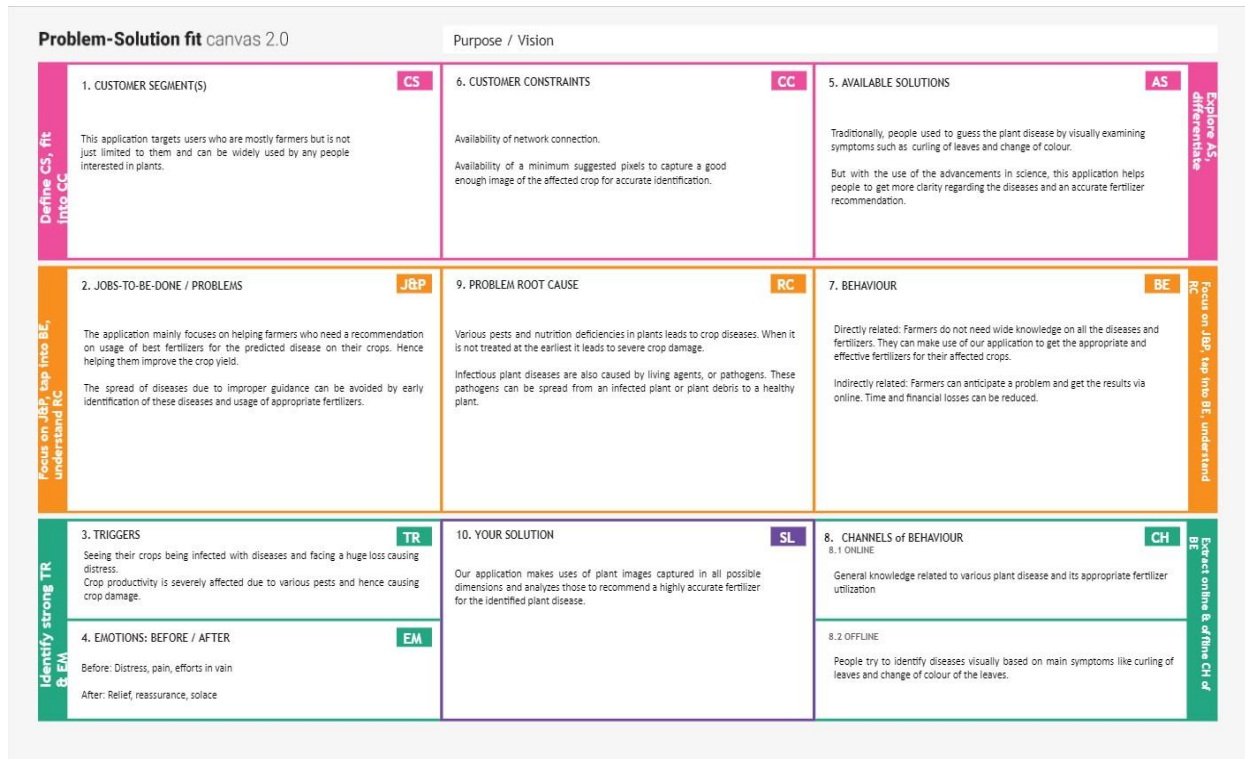 Problem-Solution fit canvas 2.0
Purpose / Vision
Define CS, fit
into CC
1. CUSTOMER SEGMENT(S)
CS
This application targets users who are mostly farmers but is not
just limited to them and can be widely used by any people
interested in plants.
6. CUSTOMER CONSTRAINTS
CC
Availability of network connection.
Availability of a minimum suggested pixels to capture a good
enough image of the affected crop for accurate identification.
5. AVAILABLE SOLUTIONS
AS
Traditionally, people used to guess the plant disease by visually examining
symptoms such as curling of leaves and change of colour.
But with the use of the advancements in science, this application helps
people to get more clarity regarding the diseases and an accurate fertilizer
recommendation.
Explore AS,
differentiate
Focus on J&P, tap into BE,
understand RC
2. JOBS-TO-BE-DONE / PROBLEMS
J&P
The application mainly focuses on helping farmers who need a recommendation
on usage of best fertilizers for the predicted disease on their crops. Hence
helping them improve the crop yield.
The spread of diseases due to improper guidance can be avoided by early
identification of these diseases and usage of appropriate fertilizers.
9. PROBLEM ROOT CAUSE
RC
Various pests and nutrition deficiencies in plants leads to crop diseases. When it
is not treated at the earliest it leads to severe crop damage.
Infectious plant diseases are also caused by living agents, or pathogens. These
pathogens can be spread from an infected plant or plant debris to a healthy
plant.
7. BEHAVIOUR
BE
Directly related: Farmers do not need wide knowledge on all the diseases and
fertilizers. They can make use of our application to get the appropriate and
effective fertilizers for their affected crops.
Indirectly related: Farmers can anticipate a problem and get the results via
online. Time and financial losses can be reduced.
Focus on J&P, tap into BE, understand
RC
Identify strong TR
& EM
3. TRIGGERS
TR
Seeing their crops being infected with diseases and facing a huge loss causing
distress.
Crop productivity is severely affected due to various pests and hence causing
crop damage.
4. EMOTIONS: BEFORE / AFTER
EM
Before: Distress, pain, efforts in vain
After: Relief, reassurance, solace
10. YOUR SOLUTION
SL
Our application makes uses of plant images captured in all possible
dimensions and analyzes those to recommend a highly accurate fertilizer
for the identified plant disease.
8. CHANNELS of BEHAVIOUR
CH
8.1 ONLINE
General knowledge related to various plant disease and its appropriate fertilizer
utilization
8.2 OFFLINE
People try to identify diseases visually based on main symptoms like curling of
leaves and change of colour of the leaves.
Extract online & offline CH of
BE